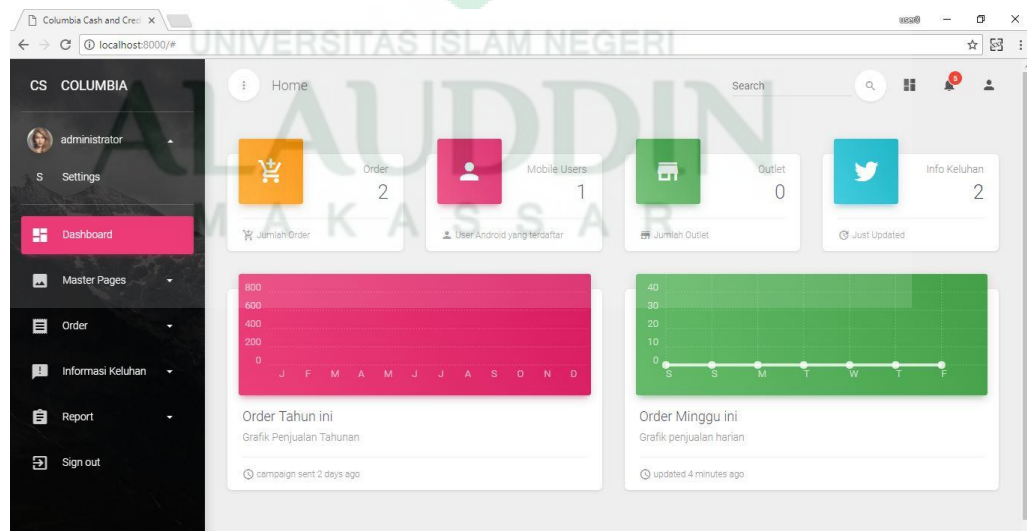 Columbia Cash and Cred
user8
localhost:8000/#
UNIVERSITAS ISLAM NEGERI
ALAUDDIN
MAKASSAR
CS COLUMBIA
administrator
S Settings
Dashboard
Master Pages
Order
Informasi Keluhan
Report
Sign out
Home
Search
5
Order
2
Jumlah Order
Mobile Users
1
User Android yang terdaftar
Outlet
0
Jumlah Outlet
Info Keluhan
2
Just Updated
800
600
400
200
0
J F M A M J J A S O N D
Order Tahun ini
Grafik Penjualan Tahunan
campaign sent 2 days ago
40
30
20
10
0
S S M T W T F
Order Minggu ini
Grafik penjualan harian
updated 4 minutes ago